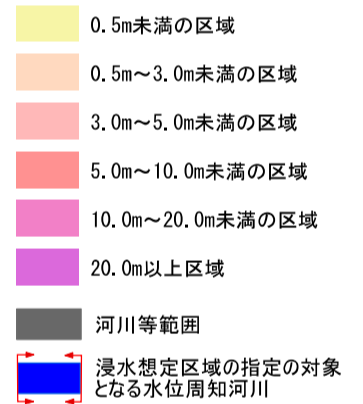 0.5m未満の区域
0.5m～3.0m未満の区域
3.0m～5.0m未満の区域
5.0m～10.0m未満の区域
10.0m～20.0m未満の区域
20.0m以上区域
河川等範囲
浸水想定区域の指定の対象
となる水位周知河川